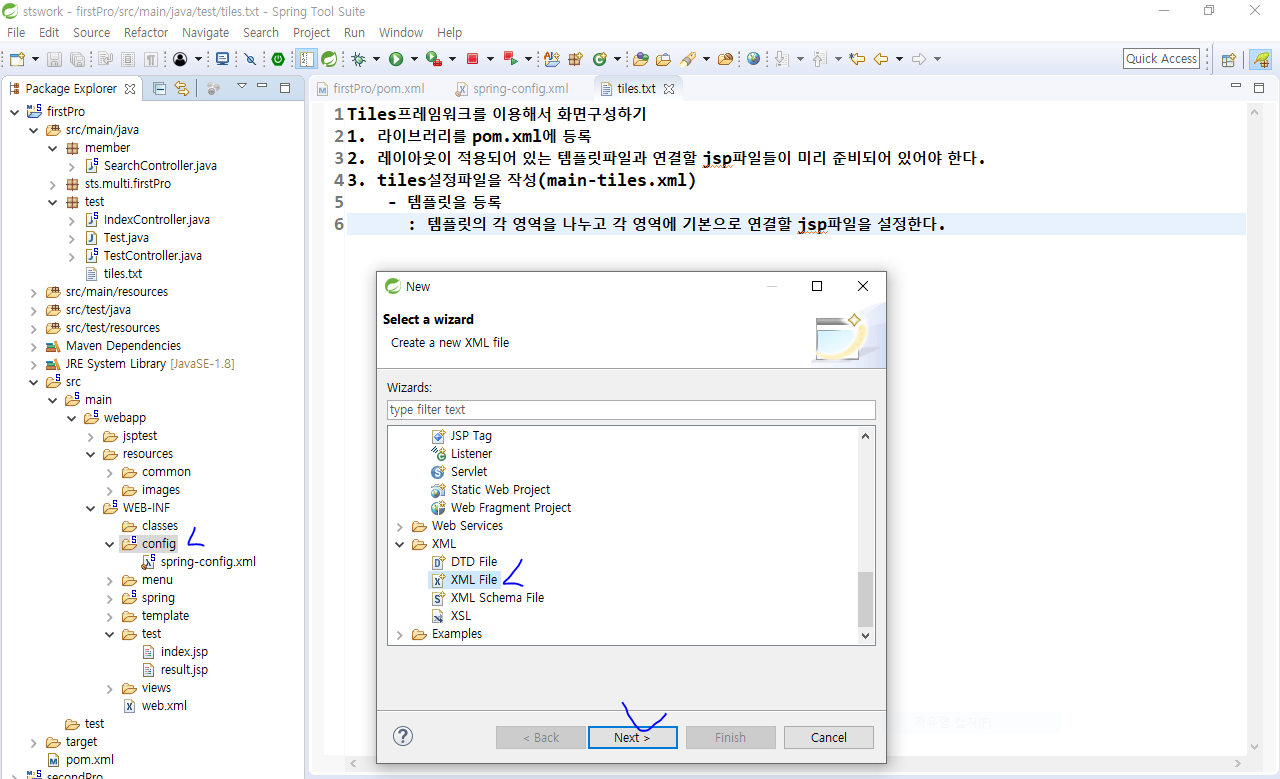 stswork - firstPro/src/main/java/test/tiles.txt - Spring Tool Suite
File Edit Source Refactor Navigate Search Project Run Window Help
Quick Access
Package Explorer
firstPro/pom.xml
spring-config.xml
tiles.txt
firstPro
src/main/java
member
SearchController.java
sts.multi.firstPro
test
IndexController.java
Test.java
TestController.java
tiles.txt
src/main/resources
src/test/java
src/test/resources
Maven Dependencies
JRE System Library [JavaSE-1.8]
src
main
webapp
jsptest
resources
common
images
WEB-INF
classes
config
spring-config.xml
menu
spring
template
test
index.jsp
result.jsp
views
web.xml
test
target
pom.xml
secondPro
1 Tiles프레임워크를 이용해서 화면구성하기
2 1. 라이브러리를 pom.xml에 등록
3 2. 레이아웃이 적용되어 있는 템플릿파일과 연결할 jsp파일들이 미리 준비되어 있어야 한다.
4 3. tiles설정파일을 작성(main-tiles.xml)
5 - 템플릿을 등록
6 : 템플릿의 각 영역을 나누고 각 영역에 기본으로 연결할 jsp파일을 설정한다.
New
Select a wizard
Create a new XML file
Wizards:
type filter text
JSP Tag
Listener
Servlet
Static Web Project
Web Fragment Project
Web Services
XML
DTD File
XML File
XML Schema File
XSL
Examples
?
< Back
Next >
Finish
Cancel